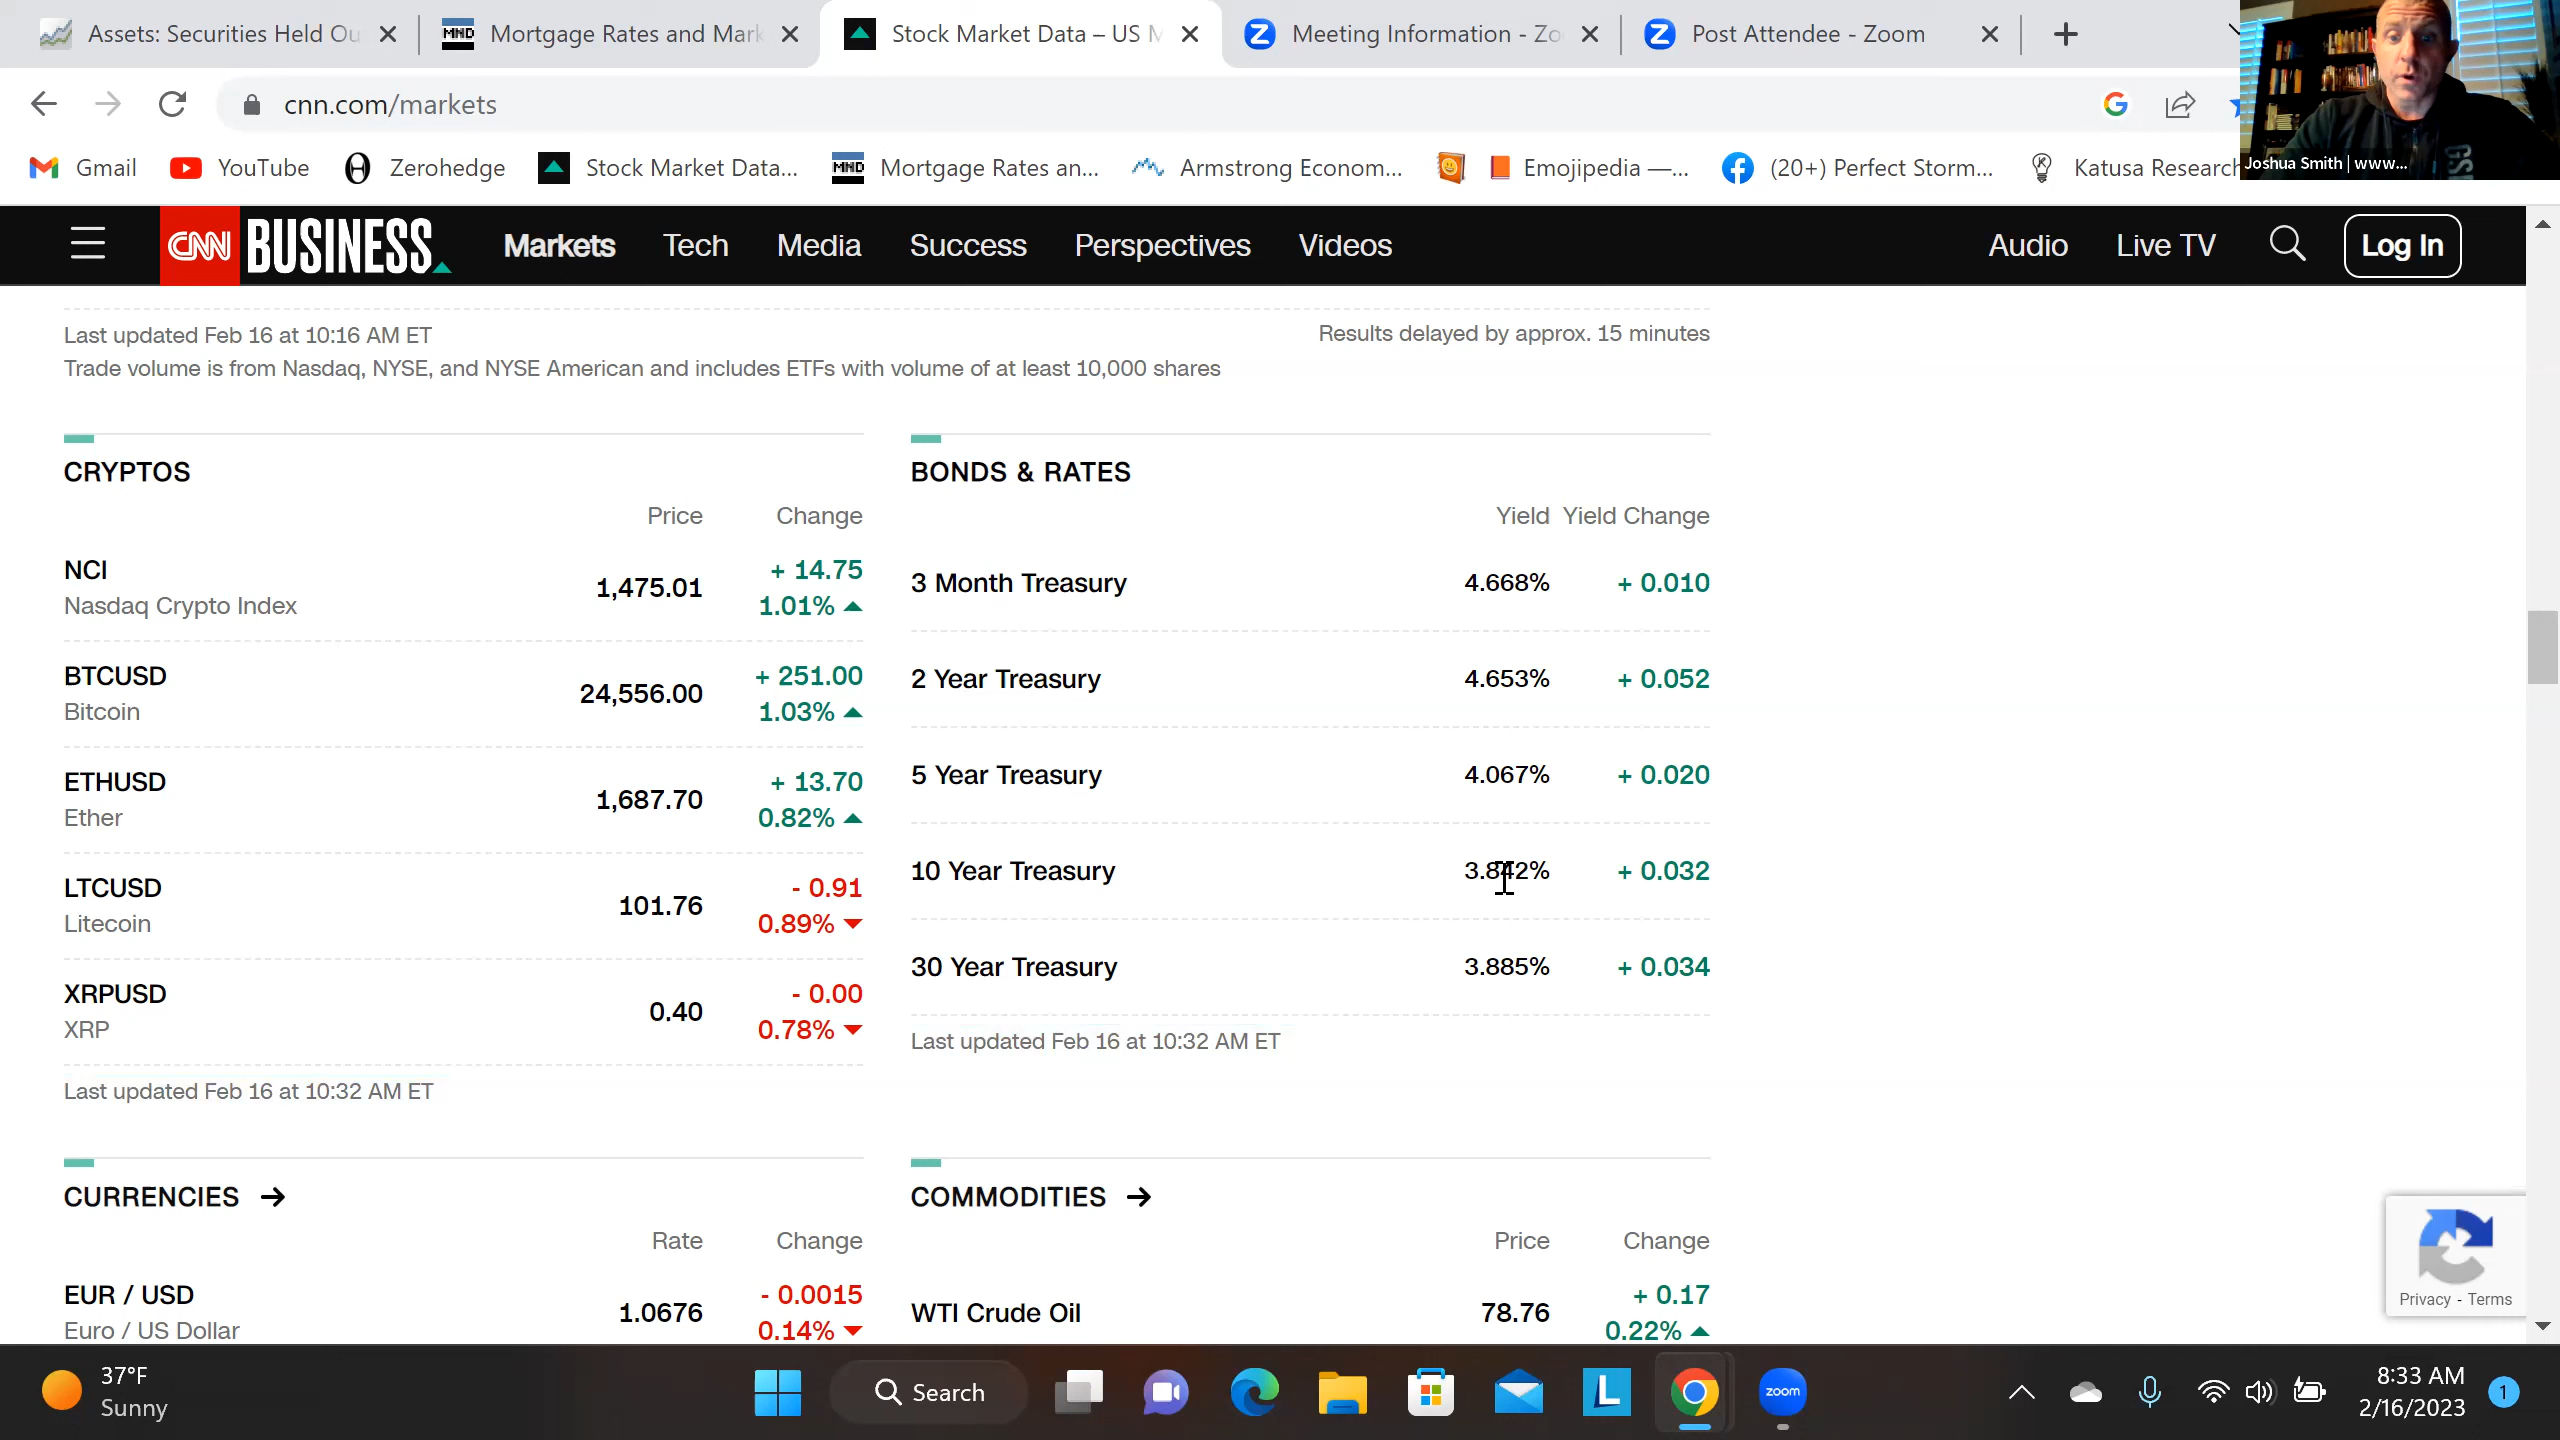 Assets: Securities Held Ou
Mortgage Rates and Mark
Stock Market Data – US M
Meeting Information - Zo
Post Attendee - Zoom
cnn.com/markets
Gmail
YouTube
Zerohedge
Stock Market Data...
MND
Mortgage Rates an...
Armstrong Econom...
Emojipedia —...
(20+) Perfect Storm...
Katusa Research
Joshua Smith | www...
CNN BUSINESS
Markets Tech Media Success Perspectives Videos
Audio Live TV Log In
Last updated Feb 16 at 10:16 AM ET
Results delayed by approx. 15 minutes
Trade volume is from Nasdaq, NYSE, and NYSE American and includes ETFs with volume of at least 10,000 shares
CRYPTOS
Price Change
NCI
Nasdaq Crypto Index
1,475.01
+ 14.75
1.01%
BTCUSD
Bitcoin
24,556.00
+ 251.00
1.03%
ETHUSD
Ether
1,687.70
+ 13.70
0.82%
LTCUSD
Litecoin
101.76
- 0.91
0.89%
XRPUSD
XRP
0.40
- 0.00
0.78%
Last updated Feb 16 at 10:32 AM ET
BONDS & RATES
Yield Yield Change
3 Month Treasury 4.668% + 0.010
2 Year Treasury 4.653% + 0.052
5 Year Treasury 4.067% + 0.020
10 Year Treasury 3.842% + 0.032
30 Year Treasury 3.885% + 0.034
Last updated Feb 16 at 10:32 AM ET
CURRENCIES
Rate Change
EUR / USD
Euro / US Dollar
1.0676
- 0.0015
0.14%
COMMODITIES
Price Change
WTI Crude Oil
78.76
+ 0.17
0.22%
Privacy - Terms
37°F
Sunny
Search
zoom
8:33 AM
2/16/2023
1